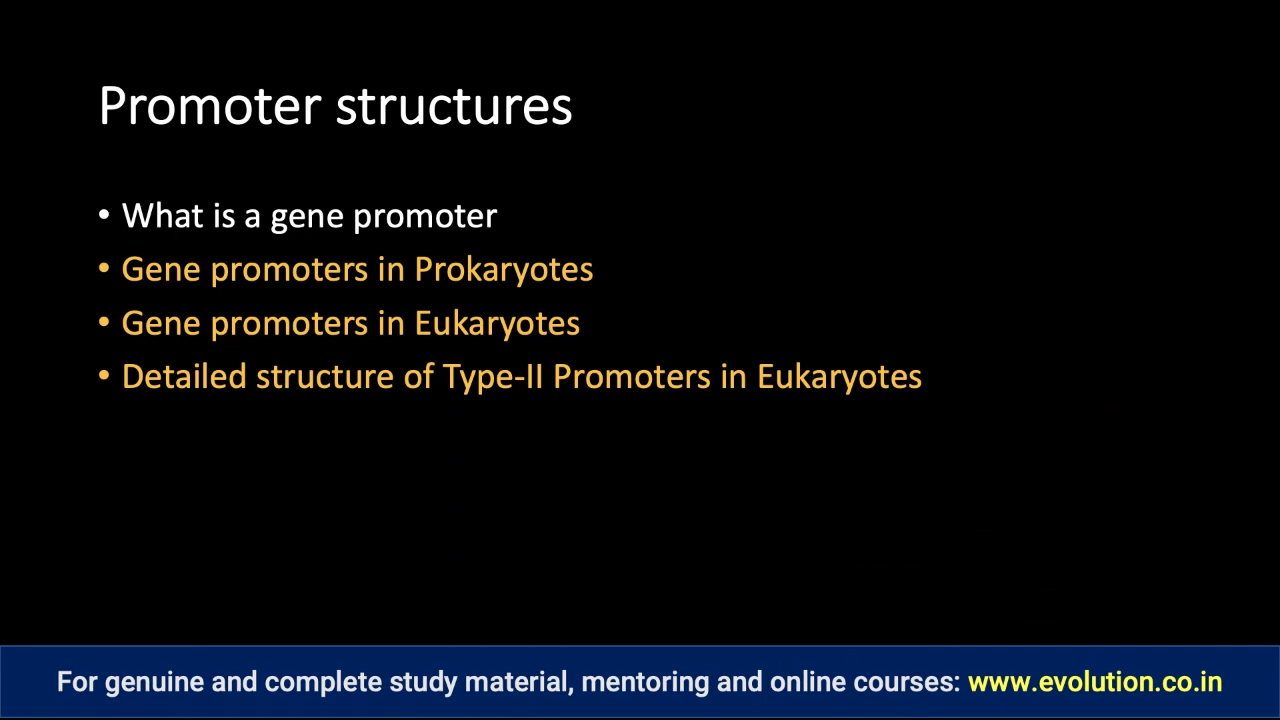 Promoter structures
• What is a gene promoter
• Gene promoters in Prokaryotes
• Gene promoters in Eukaryotes
• Detailed structure of Type-II Promoters in Eukaryotes
For genuine and complete study material, mentoring and online courses: www.evolution.co.in